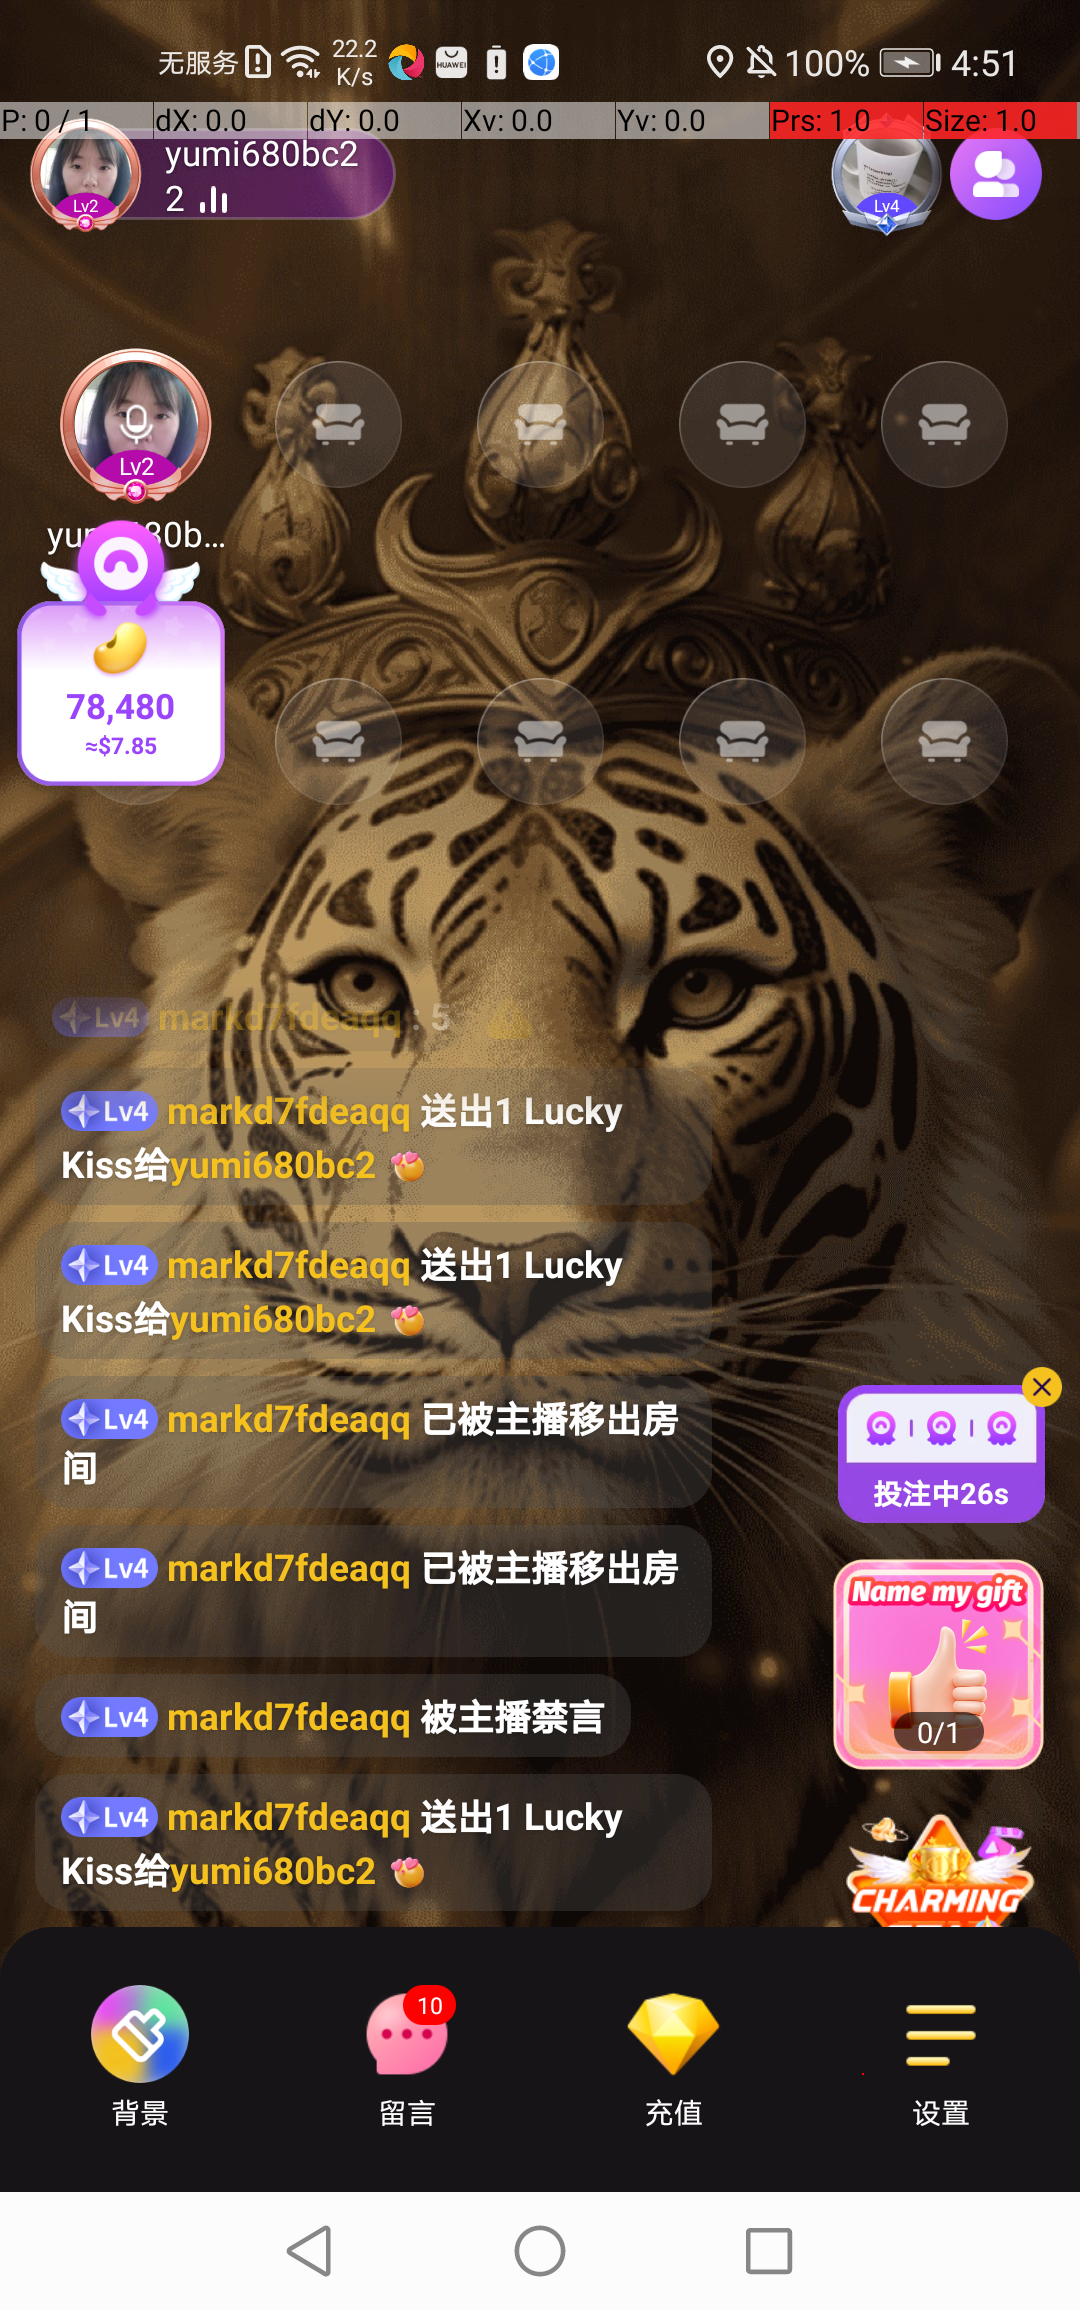 无服务 22.2 K/s HUAWEI 100% 4:51
P: 0 / 1 dX: 0.0 dY: 0.0 Xv: 0.0 Yv: 0.0 Prs: 1.0 Size: 1.0
yumi680bc2
2
Lv2
Lv4
Lv2
78,480
≈$7.85
Lv4 markd7fdeaqq : 5
Lv4 markd7fdeaqq 送出1 Lucky
Kiss给yumi680bc2
Lv4 markd7fdeaqq 送出1 Lucky
Kiss给yumi680bc2
Lv4 markd7fdeaqq 已被主播移出房
间
Lv4 markd7fdeaqq 已被主播移出房
间
Lv4 markd7fdeaqq 被主播禁言
Lv4 markd7fdeaqq 送出1 Lucky
Kiss给yumi680bc2
投注中26s
Name my gift
0/1
CHARMING
10
背景 留言 充值 设置